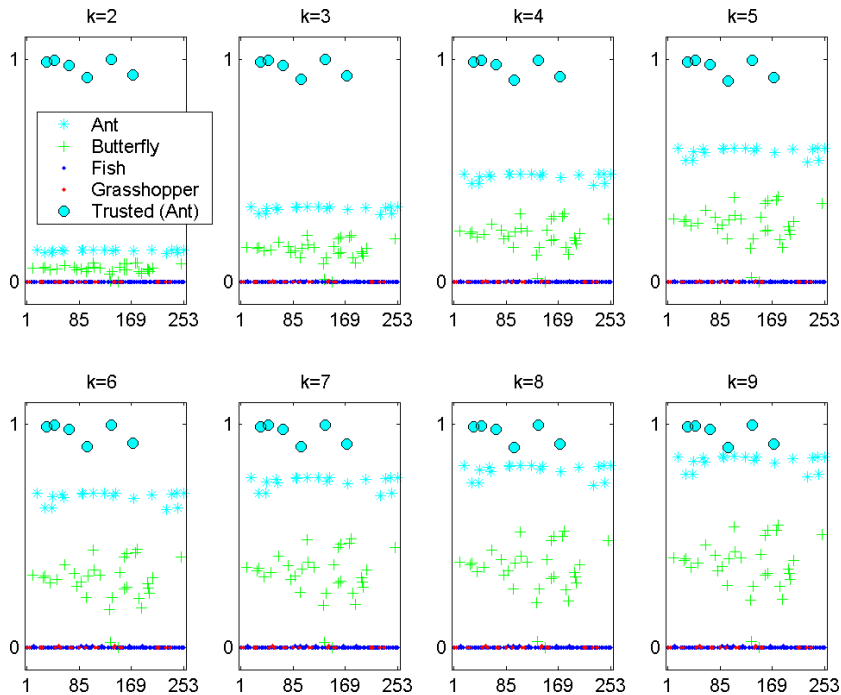 k=2 k=3 k=4 k=5
1 1 1 1
Ant
Butterfly
Fish
Grasshopper
Trusted (Ant)
0 0 0 0
1 85 169 253 1 85 169 253 1 85 169 253 1 85 169 253
k=6 k=7 k=8 k=9
1 1 1 1
0 0 0 0
1 85 169 253 1 85 169 253 1 85 169 253 1 85 169 253